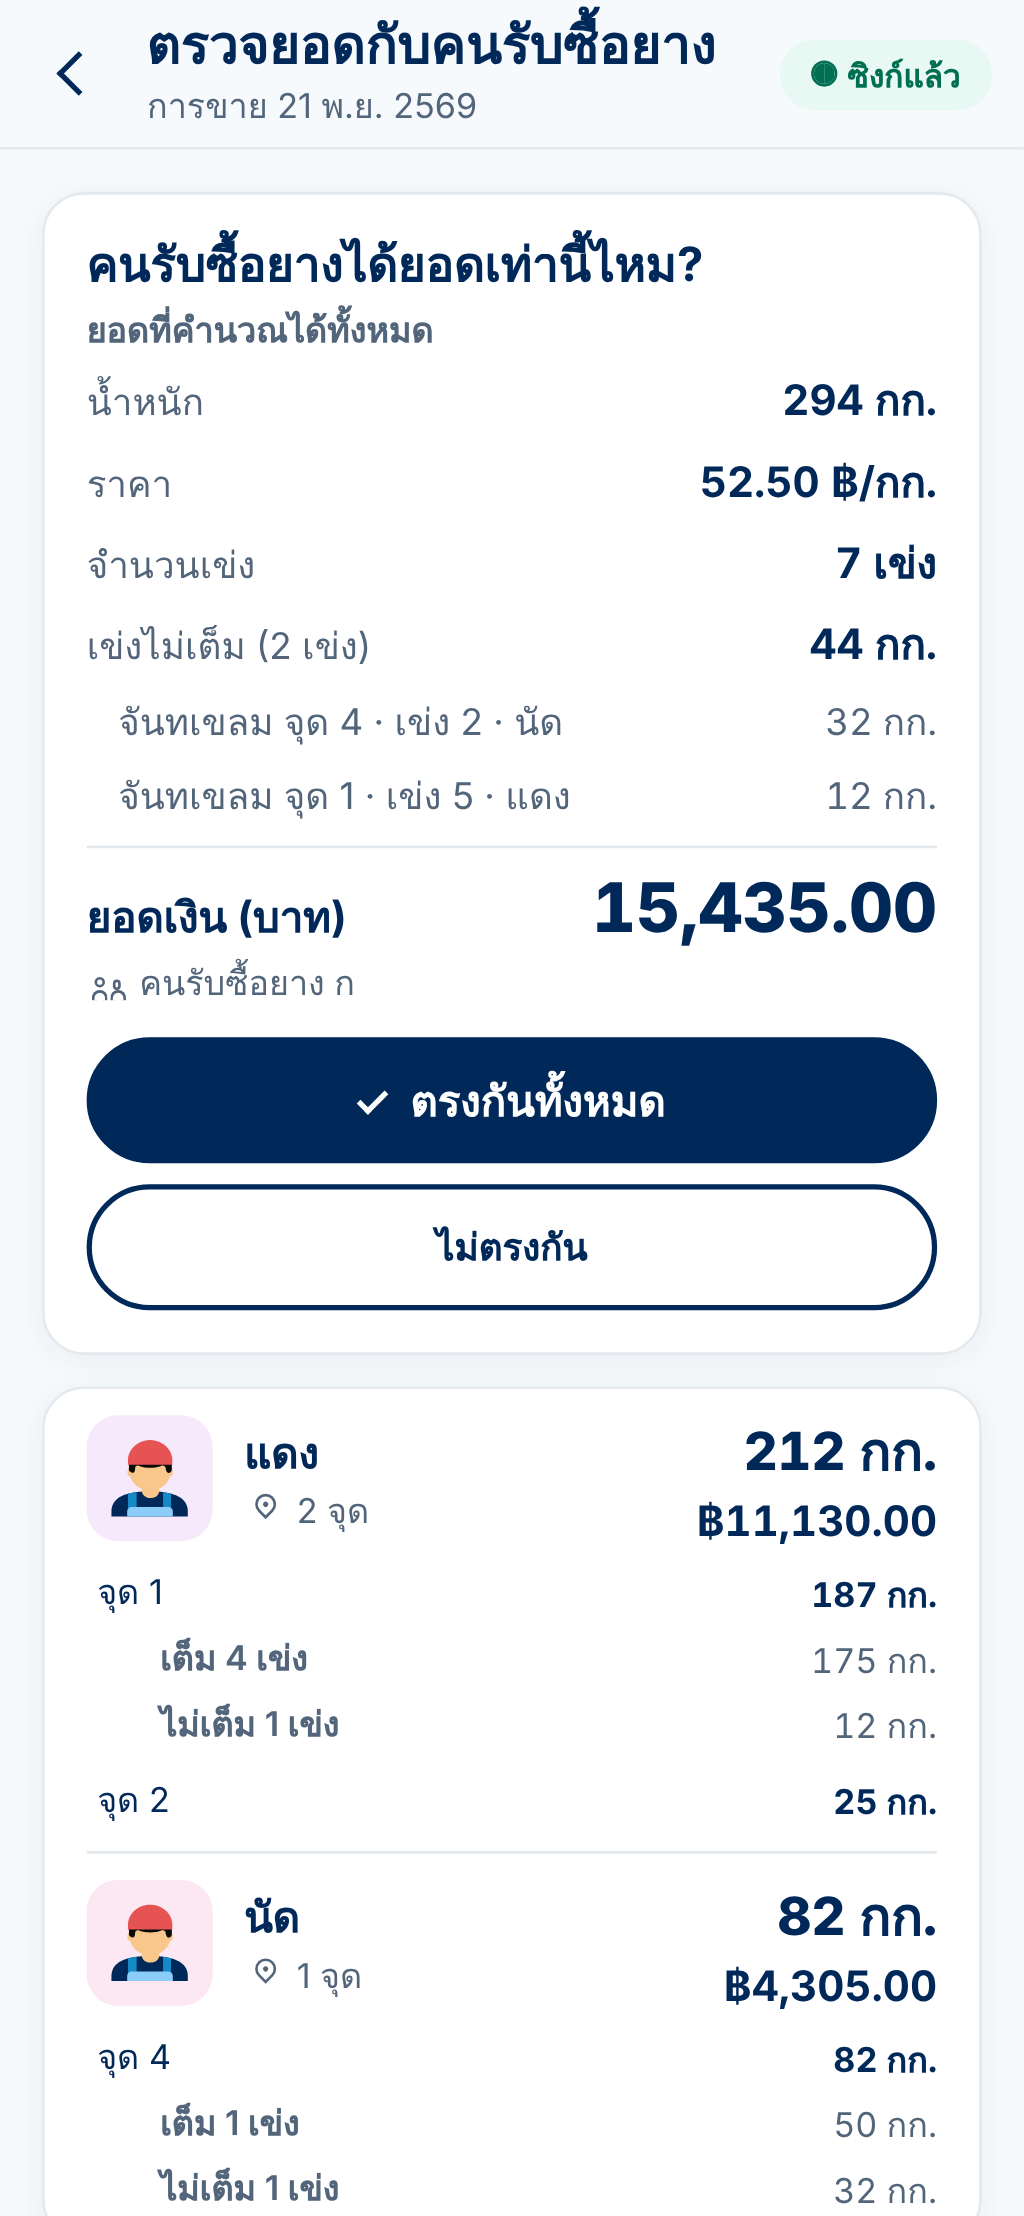 ตรวจยอดกับคนรับซื้อยาง
การขาย 21 พ.ย. 2569
ซิงก์แล้ว
คนรับซื้อยางได้ยอดเท่านี้ไหม?
ยอดที่คำนวณได้ทั้งหมด
น้ำหนัก 294 กก.
ราคา 52.50 ฿/กก.
จำนวนเข่ง 7 เข่ง
เข่งไม่เต็ม (2 เข่ง) 44 กก.
จันทเขลม จุด 4 · เข่ง 2 · นัด 32 กก.
จันทเขลม จุด 1 · เข่ง 5 · แดง 12 กก.
ยอดเงิน (บาท) 15,435.00
คนรับซื้อยาง ก
ตรงกันทั้งหมด
ไม่ตรงกัน
แดง 212 กก.
2 จุด ฿11,130.00
จุด 1 187 กก.
เต็ม 4 เข่ง 175 กก.
ไม่เต็ม 1 เข่ง 12 กก.
จุด 2 25 กก.
นัด 82 กก.
1 จุด ฿4,305.00
จุด 4 82 กก.
เต็ม 1 เข่ง 50 กก.
ไม่เต็ม 1 เข่ง 32 กก.